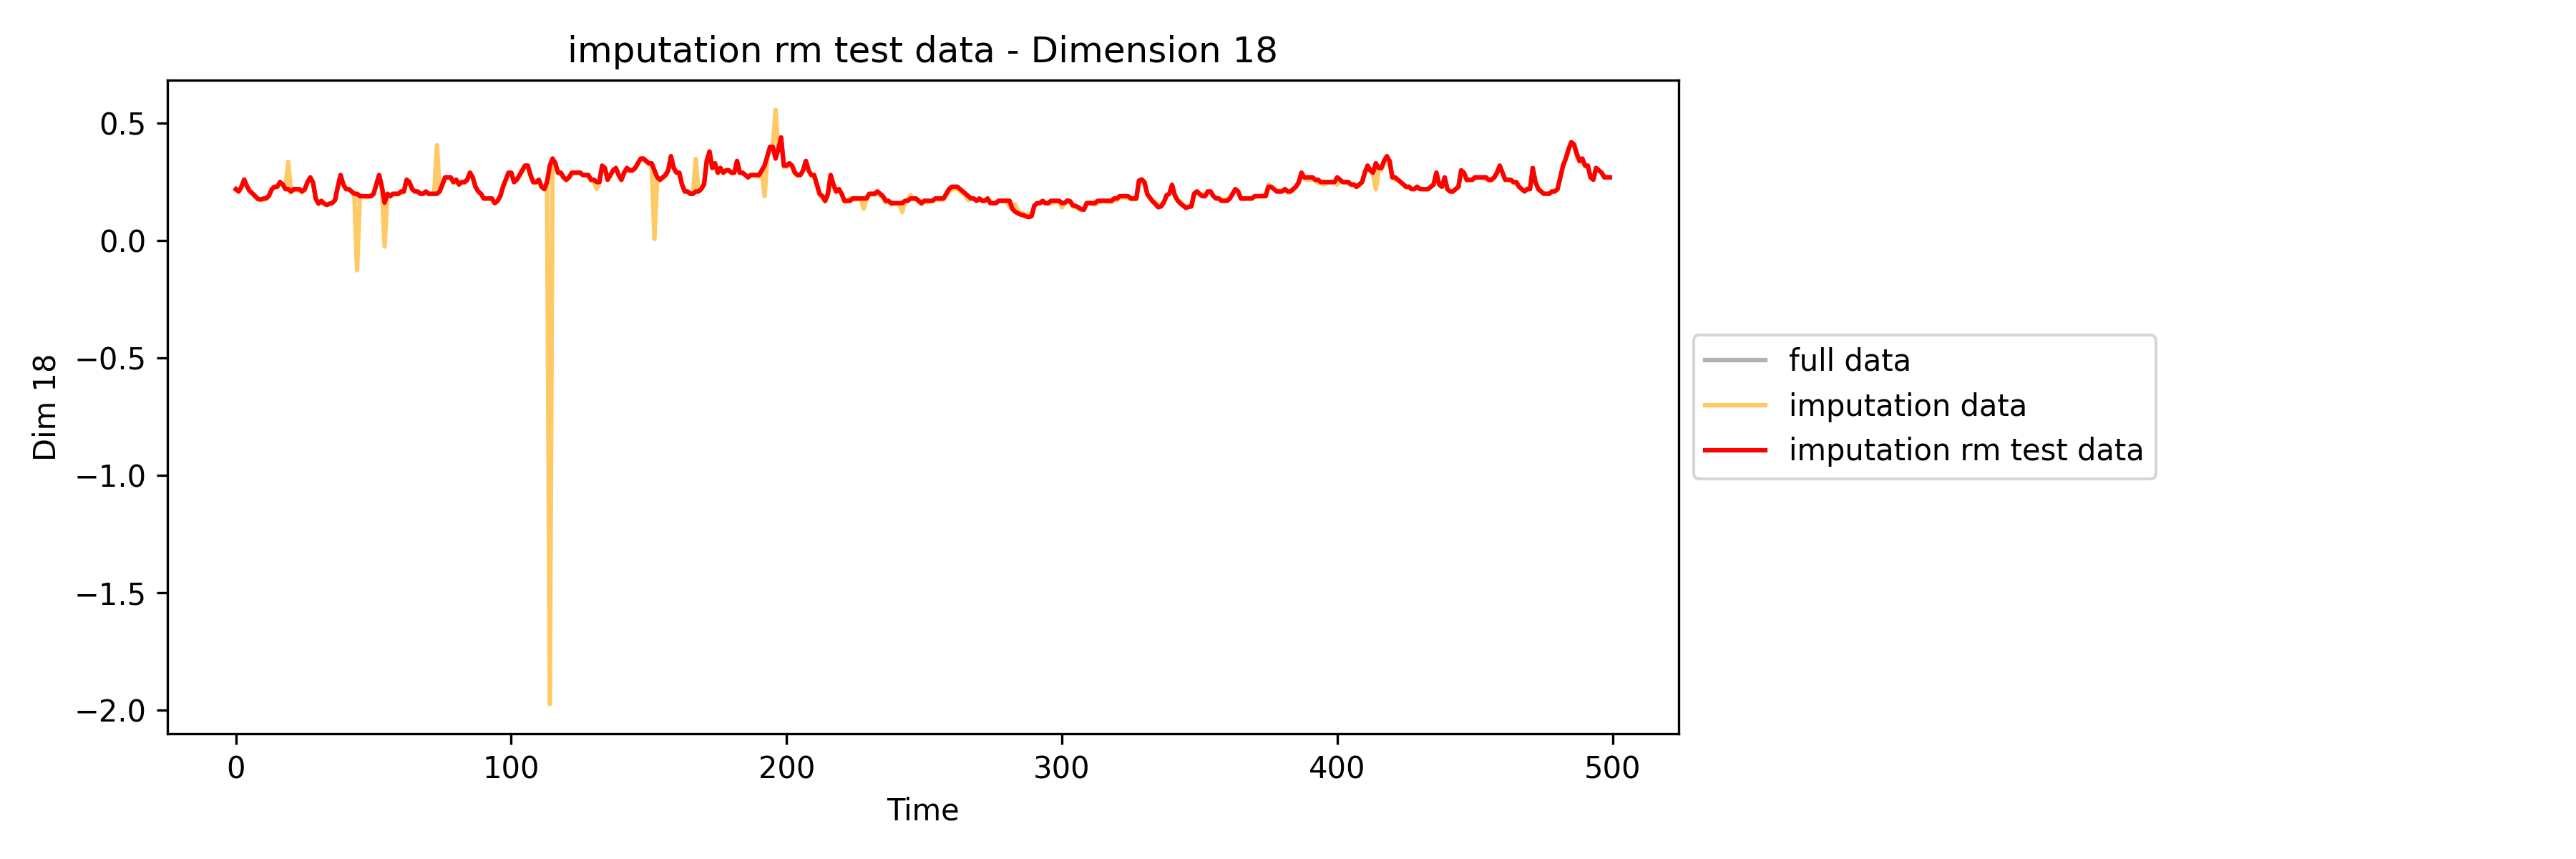 imputation rm test data - Dimension 18
Dim 18
0.5
0.0
−0.5
−1.0
−1.5
−2.0
0 100 200 300 400 500
Time
full data
imputation data
imputation rm test data